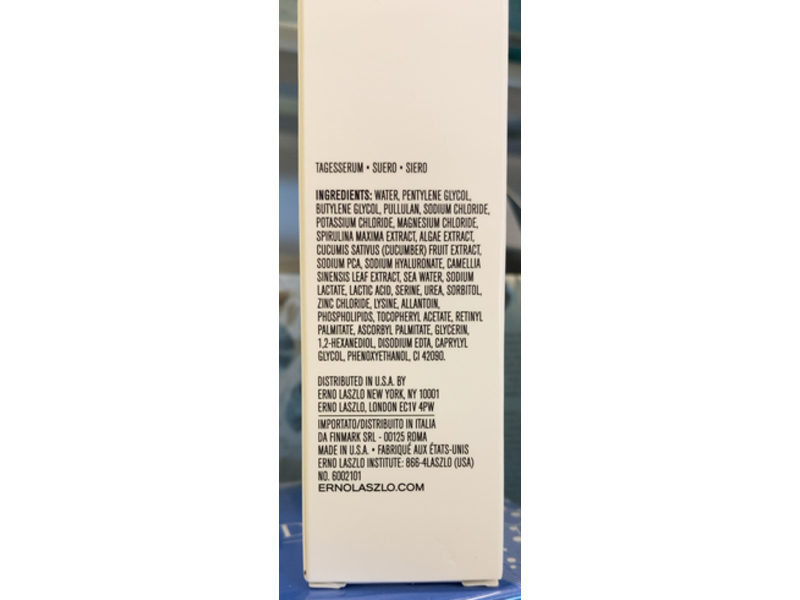 TAGESSERUM • SUERO • SIERO
INGREDIENTS: WATER, PENTYLENE GLYCOL,
BUTYLENE GLYCOL, PULLULAN, SODIUM CHLORIDE,
POTASSIUM CHLORIDE, MAGNESIUM CHLORIDE,
SPIRULINA MAXIMA EXTRACT, ALGAE EXTRACT,
CUCUMIS SATIVUS (CUCUMBER) FRUIT EXTRACT,
SODIUM PCA, SODIUM HYALURONATE, CAMELLIA
SINENSIS LEAF EXTRACT, SEA WATER, SODIUM
LACTATE, LACTIC ACID, SERINE, UREA, SORBITOL,
ZINC CHLORIDE, LYSINE, ALLANTOIN,
PHOSPHOLIPIDS, TOCOPHERYL ACETATE, RETINYL
PALMITATE, ASCORBYL PALMITATE, GLYCERIN,
1,2-HEXANEDIOL, DISODIUM EDTA, CAPRYLYL
GLYCOL, PHENOXYETHANOL, CI 42090.
DISTRIBUTED IN U.S.A. BY
ERNO LASZLO NEW YORK, NY 10001
ERNO LASZLO, LONDON EC1V 4PW
IMPORTATO/DISTRIBUITO IN ITALIA
DA FINMARK SRL - 00125 ROMA
MADE IN U.S.A. • FABRIQUÉ AUX ÉTATS-UNIS
ERNO LASZLO INSTITUTE: 866-4LASZLO (USA)
NO. 6002101
ERNOLASZLO.COM